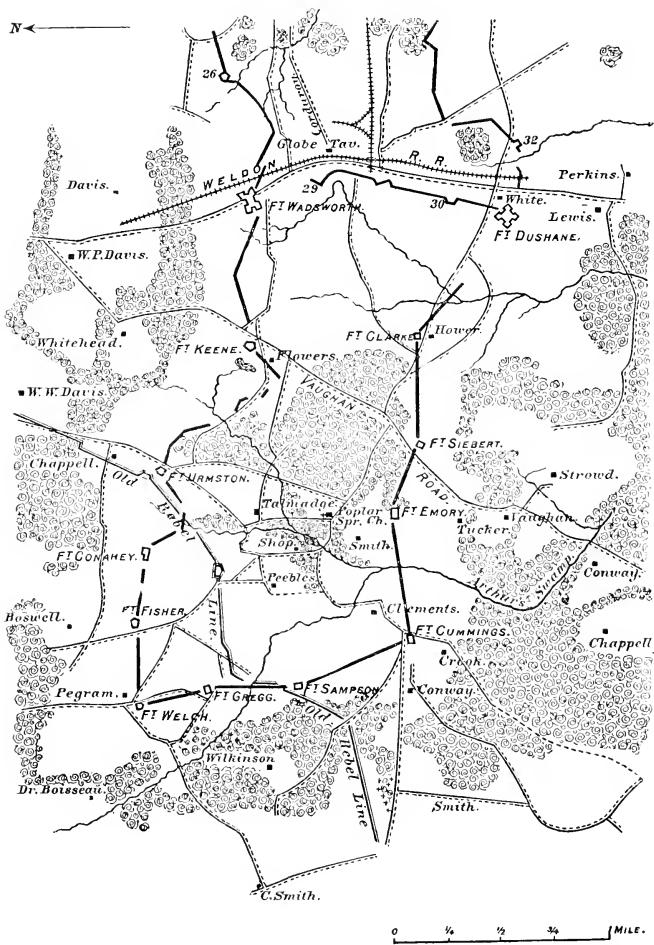 N
26
Corduroy
Globe Tav.
32
WELDON R.R.
Davis.
29
30
Perkins.
White.
Lewis.
FT WADSWORTH.
FT DUSHANE.
W.P. Davis.
Whitehead.
FT KEENE.
Flowers.
FT CLARKE
Hower.
W.W. Davis
VAUGHAN ROAD.
Chappell.
Old Rebel Line
FT URMSTON.
FT SIEBERT.
Strowd.
Talmadge.
Poplar
Spr. Ch.
FT EMORY.
Tucker.
Vaughan.
FT CONAHEY.
Shop.
Smith.
Arthurs Swamp
Conway.
Peebles.
Boswell.
FT FISHER
Clements.
FT CUMMINGS.
Chappell
Crook.
Pegram.
FT WELCH.
FT GREGG.
FT SAMPSON
Conway.
Old Rebel Line
Wilkinson
Dr. Boisseau.
Smith.
C. Smith.
0 1/4 1/2 3/4 1 MILE.